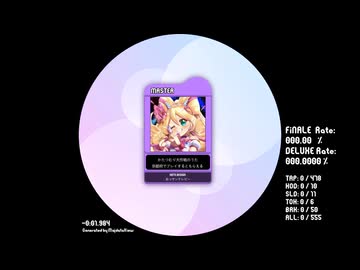 MASTER
FiNALE Rate:
000.00 %
DELUXE Rate:
000.0000 %
TAP: 0 / 478
HOD: 0 / 10
SLD: 0 / 11
TOH: 0 / 6
BRK: 0 / 50
ALL: 0 / 555
-0:01.984
Generated by MajdataView